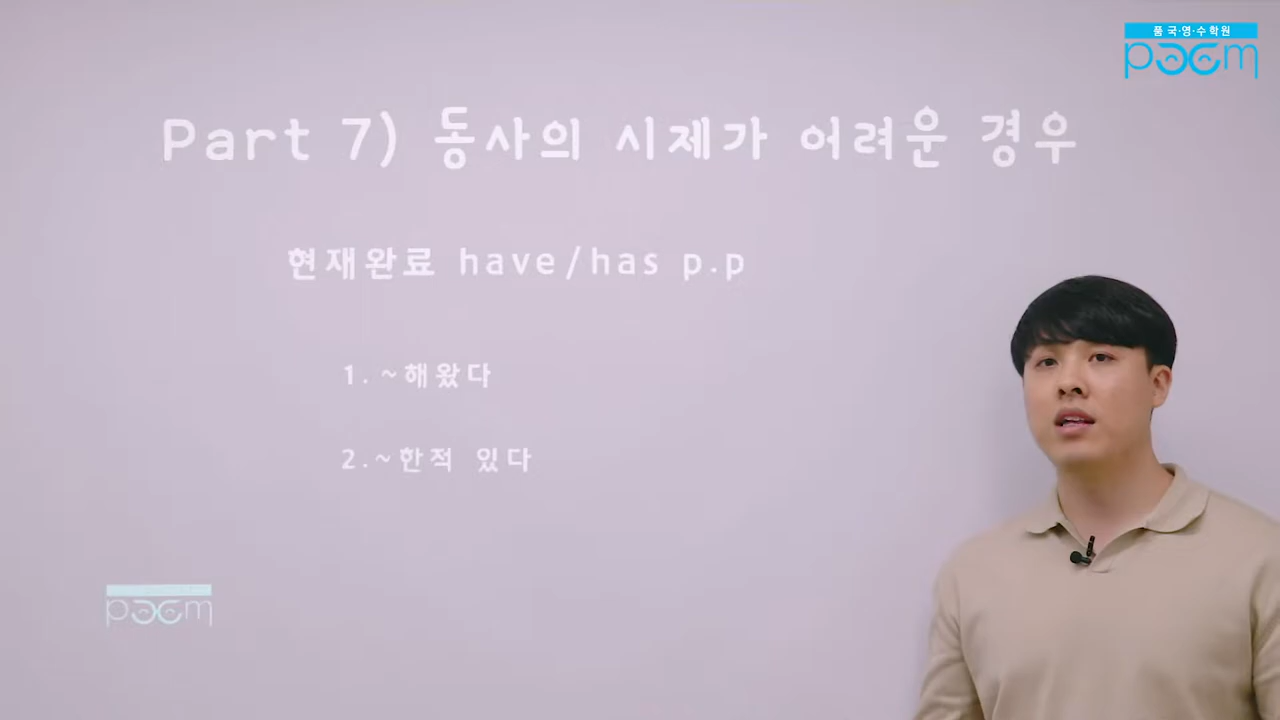 품 국·영·수 학원
poem
Part 7) 동사의 시제가 어려운 경우
현재완료 have/has p.p
1. ~해왔다
2.~한적 있다
poem